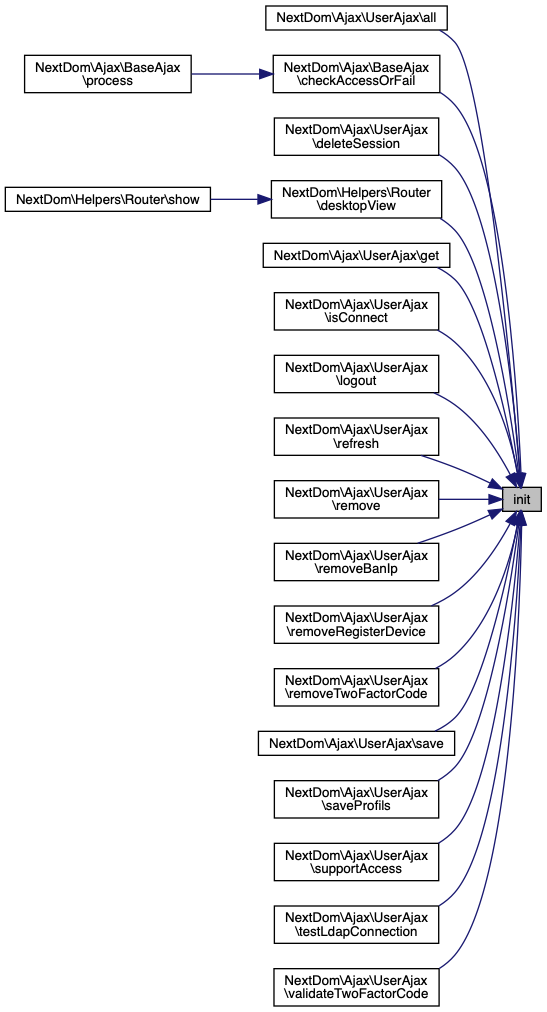 NextDom\Ajax\UserAjax\all
NextDom\Ajax\BaseAjax
\process
NextDom\Ajax\BaseAjax
\checkAccessOrFail
NextDom\Ajax\UserAjax
\deleteSession
NextDom\Helpers\Router\show
NextDom\Helpers\Router
\desktopView
NextDom\Ajax\UserAjax\get
NextDom\Ajax\UserAjax
\isConnect
NextDom\Ajax\UserAjax
\logout
NextDom\Ajax\UserAjax
\refresh
NextDom\Ajax\UserAjax
\remove
init
NextDom\Ajax\UserAjax
\removeBanIp
NextDom\Ajax\UserAjax
\removeRegisterDevice
NextDom\Ajax\UserAjax
\removeTwoFactorCode
NextDom\Ajax\UserAjax\save
NextDom\Ajax\UserAjax
\saveProfils
NextDom\Ajax\UserAjax
\supportAccess
NextDom\Ajax\UserAjax
\testLdapConnection
NextDom\Ajax\UserAjax
\validateTwoFactorCode